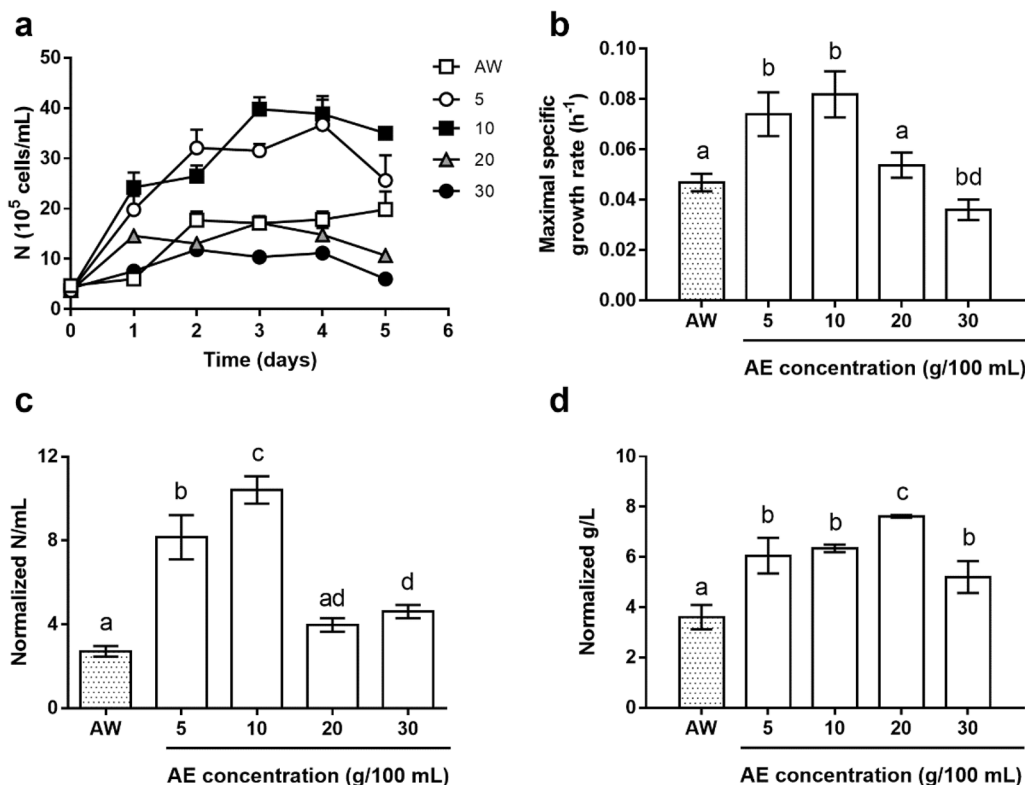 a
N (10⁵ cells/mL)
50
40
30
20
10
0
0 1 2 3 4 5 6
Time (days)
AW
5
10
20
30
b
Maximal specific
growth rate (h⁻¹)
0.10
0.08
0.06
0.04
0.02
0.00
a b b a bd
AW 5 10 20 30
AE concentration (g/100 mL)
c
Normalized N/mL
12
8
4
0
a b c ad d
AW 5 10 20 30
AE concentration (g/100 mL)
d
Normalized g/L
10
8
6
4
2
0
a b b c b
AW 5 10 20 30
AE concentration (g/100 mL)